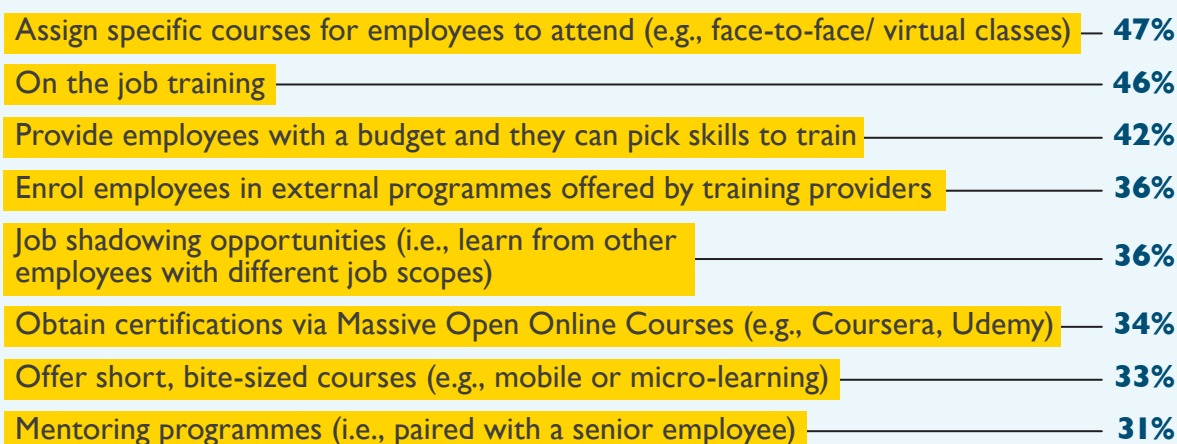 Assign specific courses for employees to attend (e.g., face-to-face/ virtual classes) 47%
On the job training 46%
Provide employees with a budget and they can pick skills to train 42%
Enrol employees in external programmes offered by training providers 36%
Job shadowing opportunities (i.e., learn from other
employees with different job scopes) 36%
Obtain certifications via Massive Open Online Courses (e.g., Coursera, Udemy) 34%
Offer short, bite-sized courses (e.g., mobile or micro-learning) 33%
Mentoring programmes (i.e., paired with a senior employee) 31%